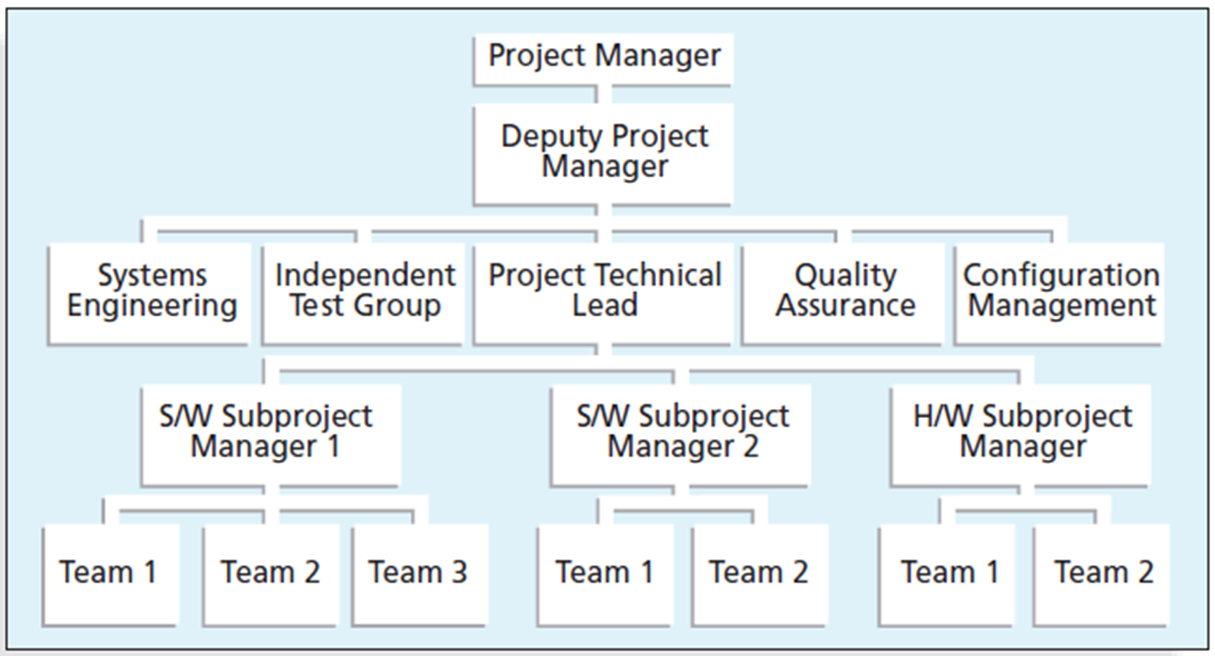 Project Manager
Deputy Project
Manager
Systems
Engineering
Independent
Test Group
Project Technical
Lead
Quality
Assurance
Configuration
Management
S/W Subproject
Manager 1
S/W Subproject
Manager 2
H/W Subproject
Manager
Team 1
Team 2
Team 3
Team 1
Team 2
Team 1
Team 2